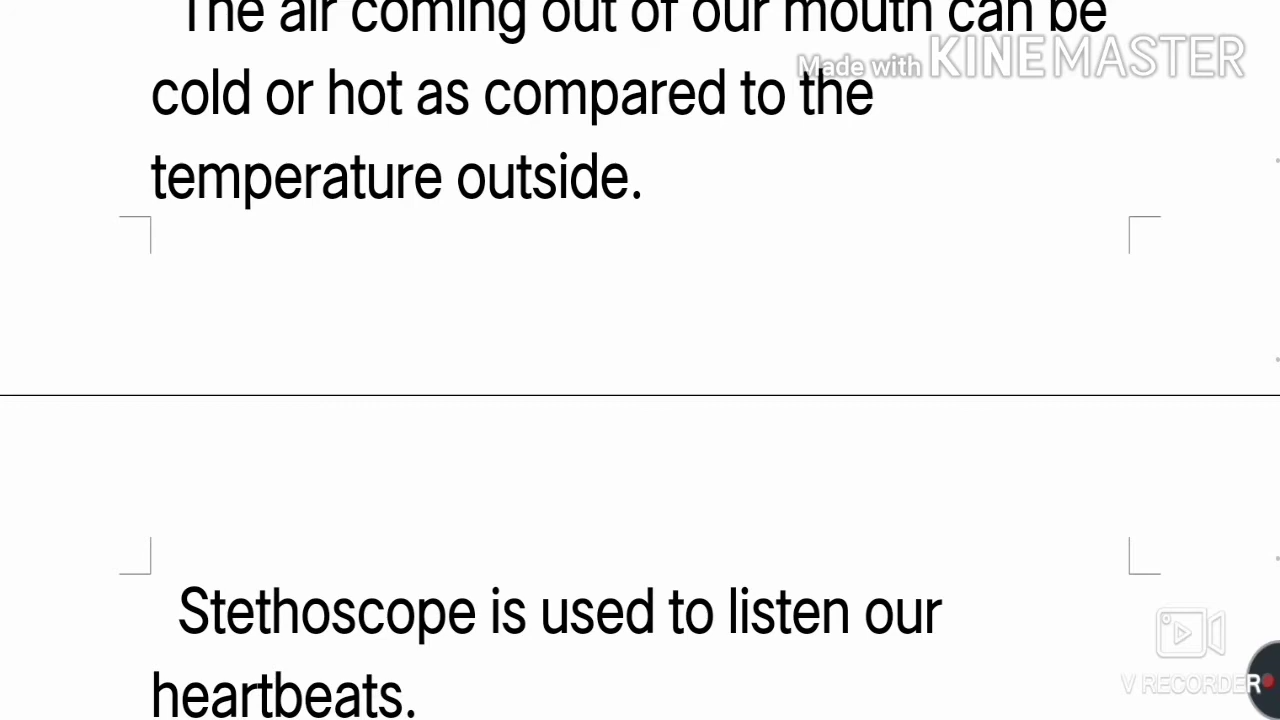 The air coming out of our mouth can be
Made with KINEMASTER
cold or hot as compared to the
temperature outside.
Stethoscope is used to listen our
heartbeats.
V RECORDER